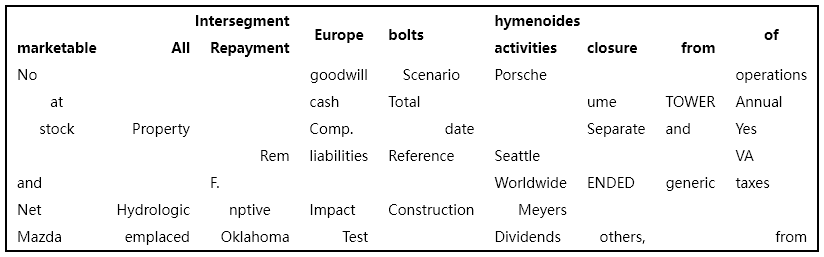 Intersegment hymenoides
Europe bolts of
marketable All Repayment activities closure from
No goodwill Scenario Porsche operations
at cash Total ume TOWER Annual
stock Property Comp. date Separate and Yes
Rem liabilities Reference Seattle VA
and F. Worldwide ENDED generic taxes
Net Hydrologic nptive Impact Construction Meyers
Mazda emplaced Oklahoma Test Dividends others, from